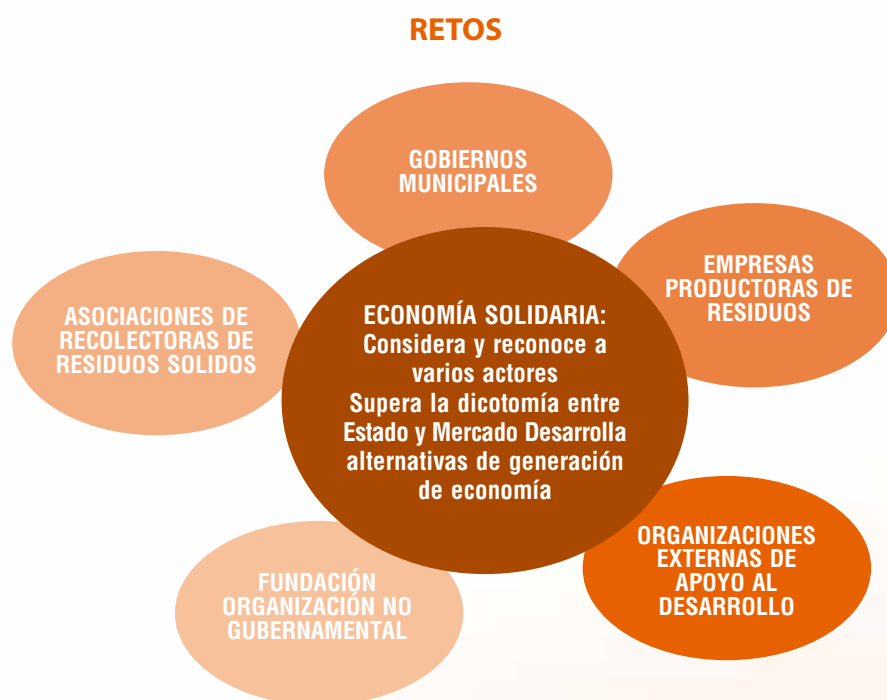 RETOS
GOBIERNOS
MUNICIPALES
EMPRESAS
PRODUCTORAS DE
RESIDUOS
ASOCIACIONES DE
RECOLECTORAS DE
RESIDUOS SOLIDOS
ECONOMÍA SOLIDARIA:
Considera y reconoce a
varios actores
Supera la dicotomía entre
Estado y Mercado Desarrolla
alternativas de generación
de economía
ORGANIZACIONES
EXTERNAS DE
APOYO AL
DESARROLLO
FUNDACIÓN
ORGANIZACIÓN NO
GUBERNAMENTAL